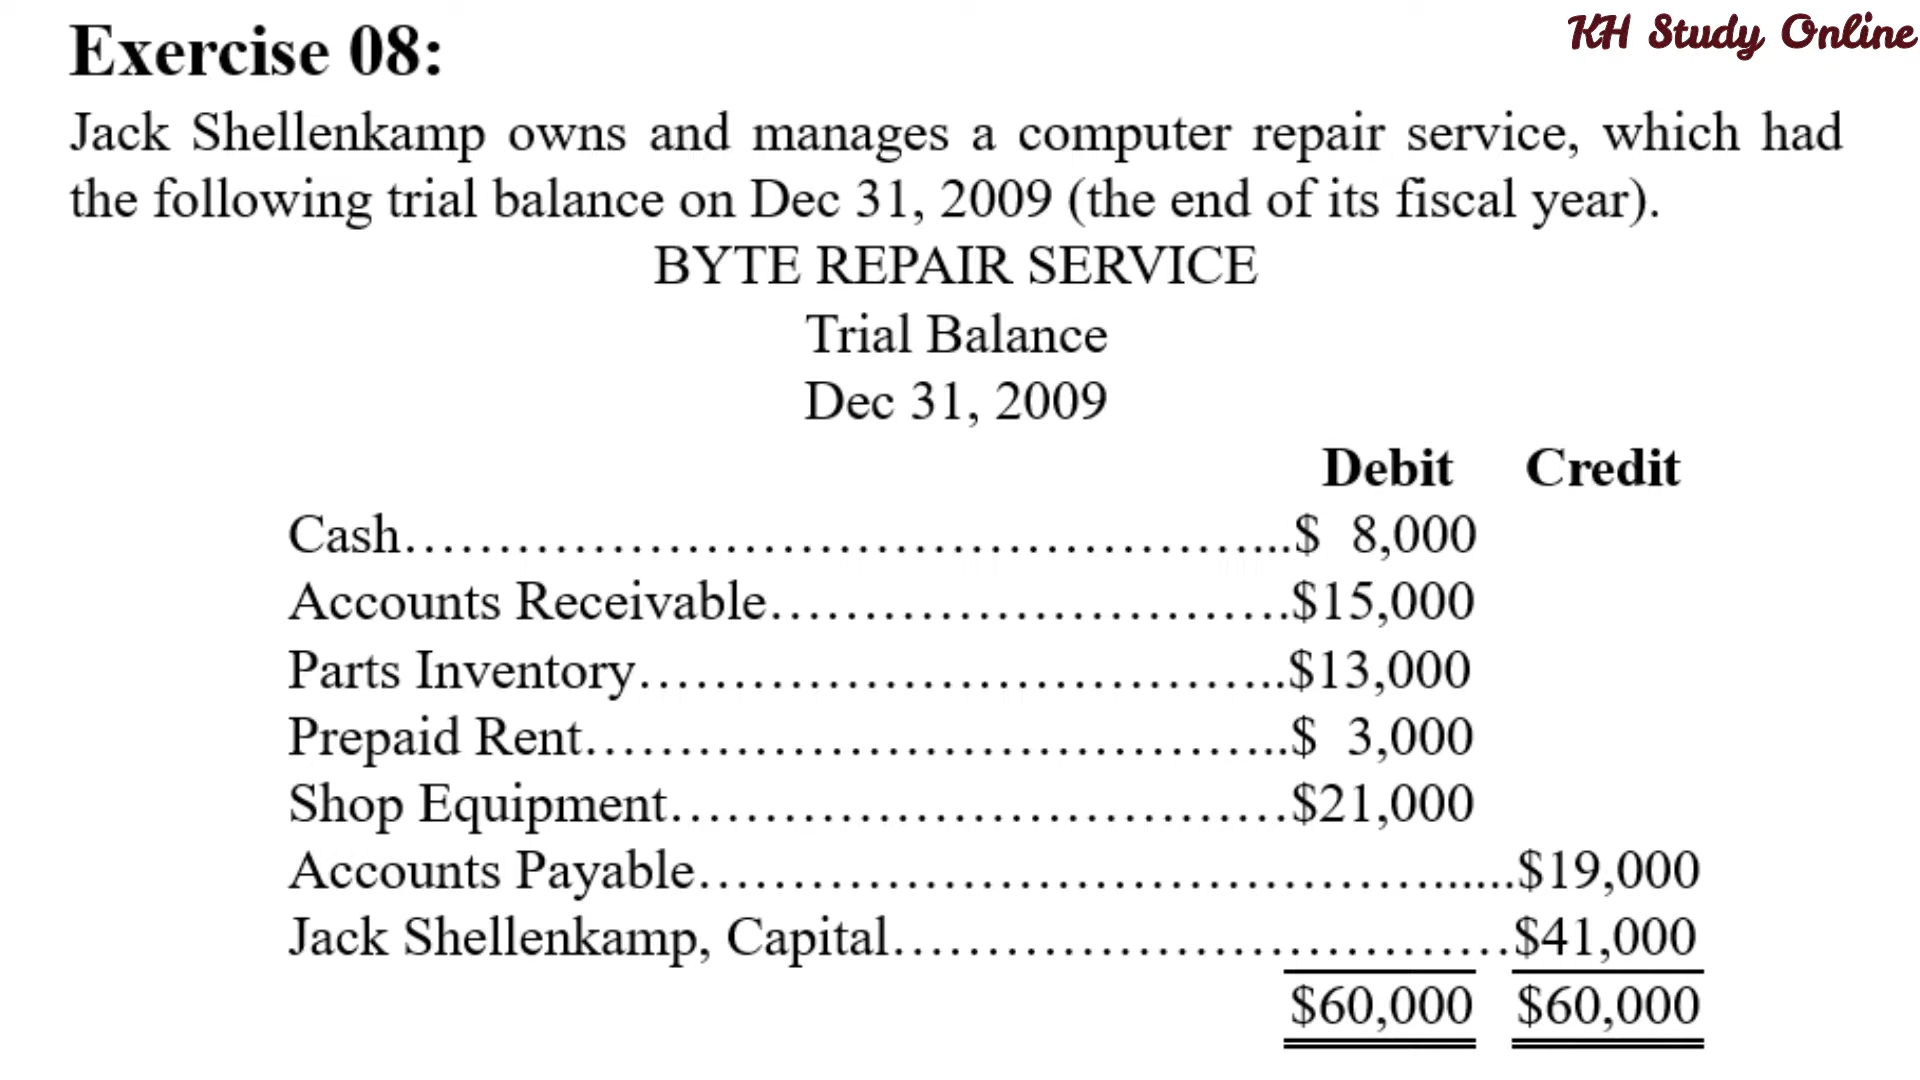 KH Study Online
Exercise 08:
Jack Shellenkamp owns and manages a computer repair service, which had
the following trial balance on Dec 31, 2009 (the end of its fiscal year).
BYTE REPAIR SERVICE
Trial Balance
Dec 31, 2009
Debit Credit
Cash…………………………………………...$ 8,000
Accounts Receivable……………………….$15,000
Parts Inventory……………………………...$13,000
Prepaid Rent………………………………...$ 3,000
Shop Equipment…………………………….$21,000
Accounts Payable…………………………………......$19,000
Jack Shellenkamp, Capital…………………………….$41,000
$60,000 $60,000